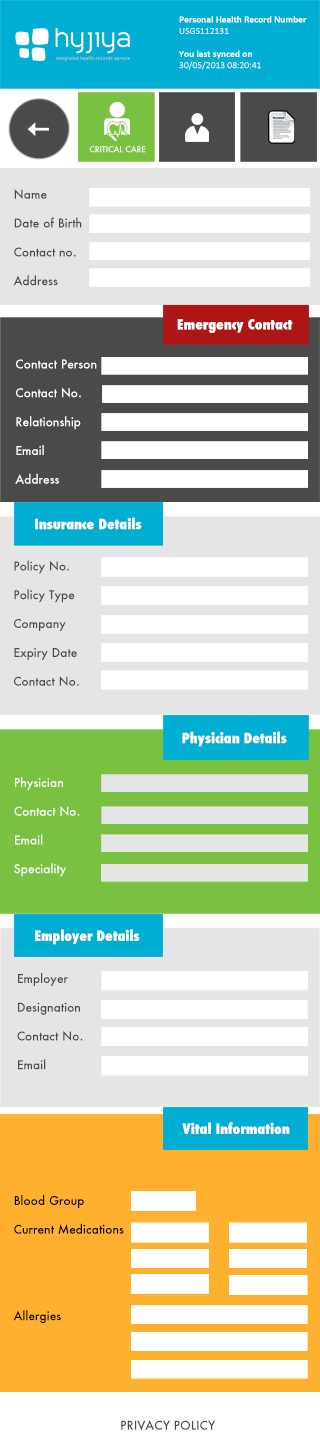 hyjiya
integrated health records service
Personal Health Record Number
USGS112131
You last synced on
30/05/2013 08:20:41
CRITICAL CARE
Name
Date of Birth
Contact no.
Address
Emergency Contact
Contact Person
Contact No.
Relationship
Email
Address
Insurance Details
Policy No.
Policy Type
Company
Expiry Date
Contact No.
Physician Details
Physician
Contact No.
Email
Speciality
Employer Details
Employer
Designation
Contact No.
Email
Vital Information
Blood Group
Current Medications
Allergies
PRIVACY POLICY